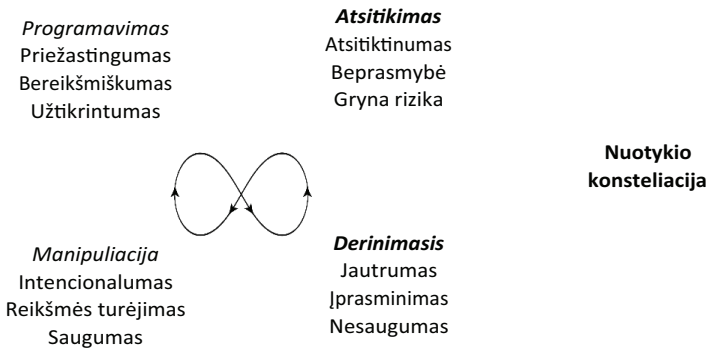 Programavimas
Priežastingumas
Bereikšmiškumas
Užtikrintumas
Atsitikimas
Atsitiktinumas
Beprasmybė
Gryna rizika
Nuotykio
konsteliacija
Manipuliacija
Intencionalumas
Reikšmės turėjimas
Saugumas
Derinimasis
Jautrumas
Įprasminimas
Nesaugumas